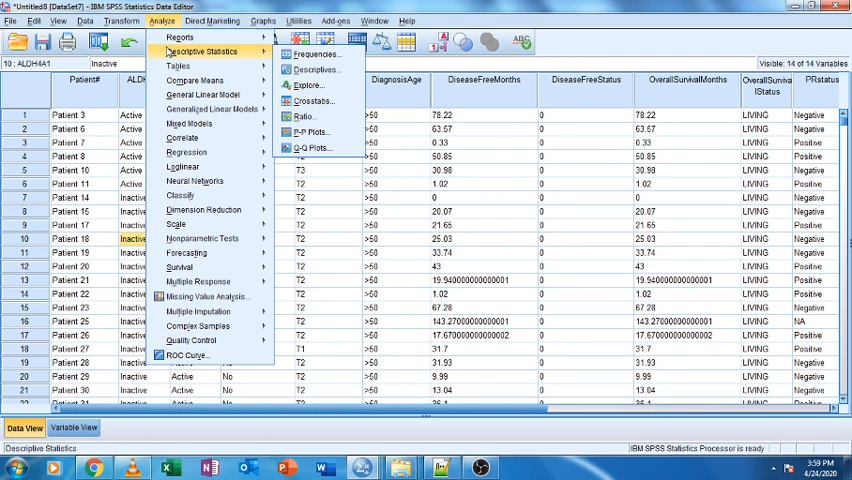 *Untitled8 [DataSet7] - IBM SPSS Statistics Data Editor
File Edit View Data Transform Analyze Direct Marketing Graphs Utilities Add-ons Window Help
10 : ALDH4A1 Inactive Visible: 14 of 14 Variables
Reports
Descriptive Statistics
Tables
Compare Means
General Linear Model
Generalized Linear Models
Mixed Models
Correlate
Regression
Loglinear
Neural Networks
Classify
Dimension Reduction
Scale
Nonparametric Tests
Forecasting
Survival
Multiple Response
Missing Value Analysis...
Multiple Imputation
Complex Samples
Quality Control
ROC Curve...
Frequencies...
Descriptives...
Explore...
Crosstabs...
Ratio...
P-P Plots...
Q-Q Plots...
Patient# DiagnosisAge DiseaseFreeMonths DiseaseFreeStatus OverallSurvivalMonths OverallSurvivalStatus PRstatus
1 Patient 3 Active >50 78.22 0 78.22 LIVING Negative
2 Patient 6 Active >50 63.57 0 63.57 LIVING Negative
3 Patient 7 Active >50 0.33 0 0.33 LIVING Positive
4 Patient 8 Active >50 50.85 0 50.85 LIVING Positive
5 Patient 10 Active T3 >50 30.98 0 30.98 LIVING Positive
6 Patient 11 Active T2 >50 1.02 0 1.02 LIVING Negative
7 Patient 14 Inactive T2 >50 0 0 0 LIVING Negative
8 Patient 15 Inactive T2 >50 20.07 0 20.07 LIVING Negative
9 Patient 17 Inactive T2 >50 21.65 0 21.65 LIVING Positive
10 Patient 18 Inactive T2 >50 25.03 0 25.03 LIVING Negative
11 Patient 19 Inactive T2 >50 33.74 0 33.74 LIVING Positive
12 Patient 20 Inactive T2 >50 43 0 43 LIVING Positive
13 Patient 21 Inactive T2 >50 19.940000000000001 0 19.940000000000001 LIVING Positive
14 Patient 22 Inactive T2 >50 1.02 0 1.02 LIVING Positive
15 Patient 23 Inactive T2 >50 67.28 0 67.28 LIVING Negative
16 Patient 25 Inactive T2 >50 143.27000000000001 0 143.27000000000001 LIVING NA
17 Patient 26 Inactive T2 >50 17.670000000000002 0 17.670000000000002 LIVING Positive
18 Patient 27 Inactive T1 >50 31.7 0 31.7 LIVING Positive
19 Patient 28 Inactive Active No T2 >50 31.93 0 31.93 LIVING Positive
20 Patient 29 Inactive Active No T2 >50 9.99 0 9.99 LIVING Negative
21 Patient 30 Inactive Active No T2 >50 13.04 0 13.04 LIVING Negative
22
Data View Variable View
Descriptive Statistics IBM SPSS Statistics Processor is ready
3:59 PM
4/24/2020